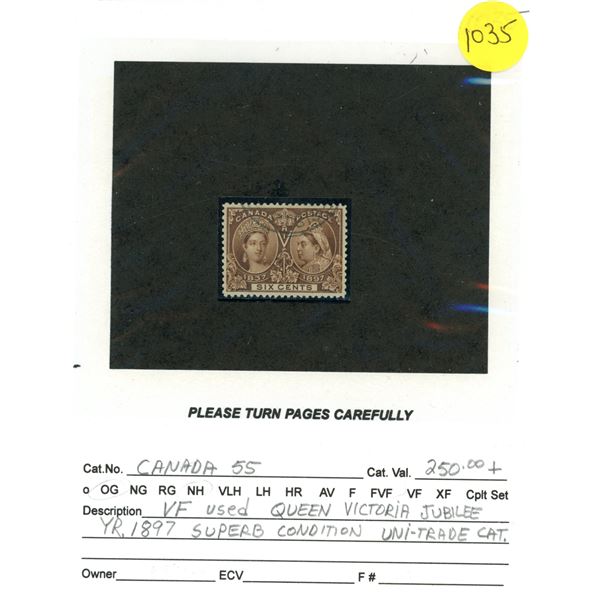 1035
CANADA POSTAGE
1837 1897
SIX CENTS
PLEASE TURN PAGES CAREFULLY
Cat.No. CANADA 55 Cat. Val. 250.00 +
o OG NG RG NH VLH LH HR AV F FVF VF XF Cplt Set
Description VF used QUEEN VICTORIA JUBILEE
YR. 1897 SUPERB CONDITION UNI-TRADE CAT.
Owner ECV F #